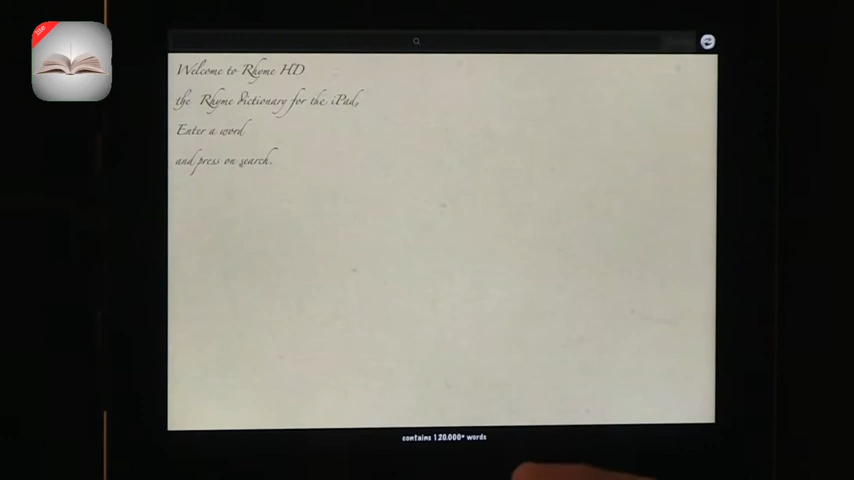 lite
Welcome to Rhyme HD
the Rhyme dictionary for the iPad,
Enter a word
and press on search.
contains 120.000+ words